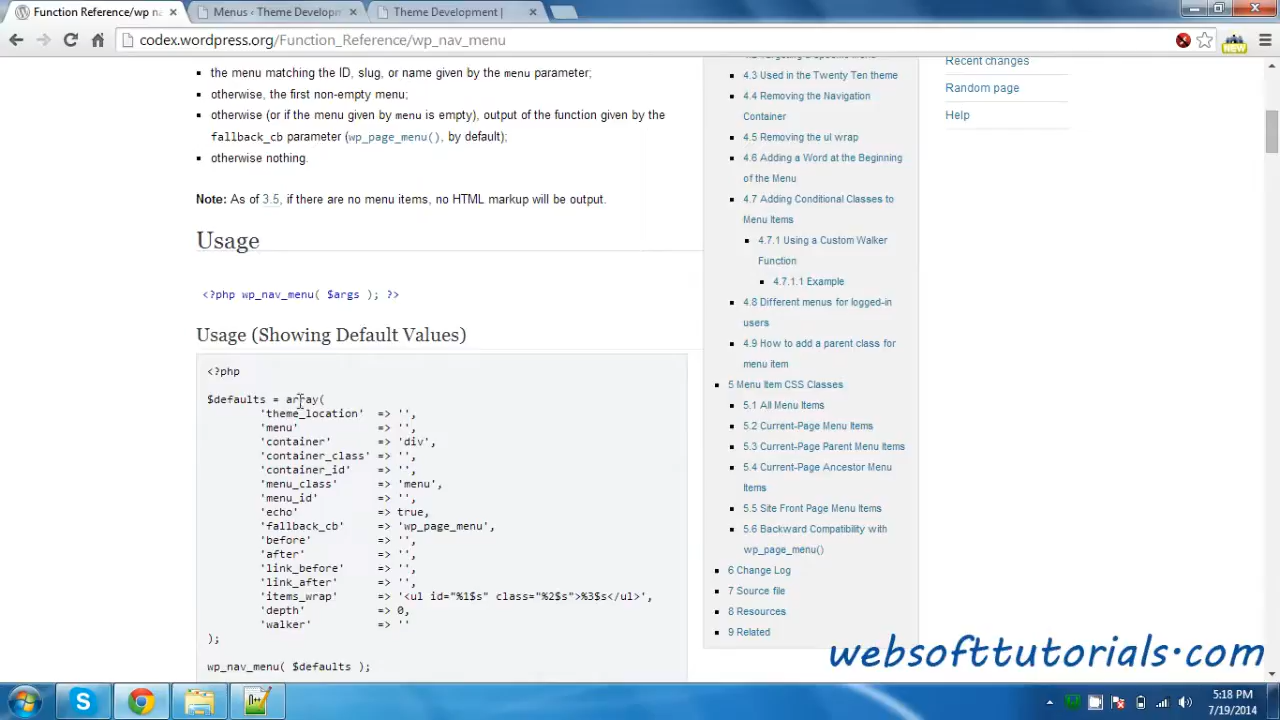 Function Reference/wp na
Menus ‹ Theme Developm
Theme Development |
codex.wordpress.org/Function_Reference/wp_nav_menu
NEW
the menu matching the ID, slug, or name given by the menu parameter;
otherwise, the first non-empty menu;
otherwise (or if the menu given by menu is empty), output of the function given by the
fallback_cb parameter (wp_page_menu(), by default);
otherwise nothing.
Note: As of 3.5, if there are no menu items, no HTML markup will be output.
Usage
<?php wp_nav_menu( $args ); ?>
Usage (Showing Default Values)
<?php
$defaults = array(
'theme_location' => '',
'menu' => '',
'container' => 'div',
'container_class' => '',
'container_id' => '',
'menu_class' => 'menu',
'menu_id' => '',
'echo' => true,
'fallback_cb' => 'wp_page_menu',
'before' => '',
'after' => '',
'link_before' => '',
'link_after' => '',
'items_wrap' => '<ul id="%1$s" class="%2$s">%3$s</ul>',
'depth' => 0,
'walker' => ''
);
wp_nav_menu( $defaults );
4.3 Used in the Twenty Ten theme
4.4 Removing the Navigation
Container
4.5 Removing the ul wrap
4.6 Adding a Word at the Beginning
of the Menu
4.7 Adding Conditional Classes to
Menu Items
4.7.1 Using a Custom Walker
Function
4.7.1.1 Example
4.8 Different menus for logged-in
users
4.9 How to add a parent class for
menu item
5 Menu Item CSS Classes
5.1 All Menu Items
5.2 Current-Page Menu Items
5.3 Current-Page Parent Menu Items
5.4 Current-Page Ancestor Menu
Items
5.5 Site Front Page Menu Items
5.6 Backward Compatibility with
wp_page_menu()
6 Change Log
7 Source file
8 Resources
9 Related
Recent changes
Random page
Help
websofttutorials.com
5:18 PM
7/19/2014